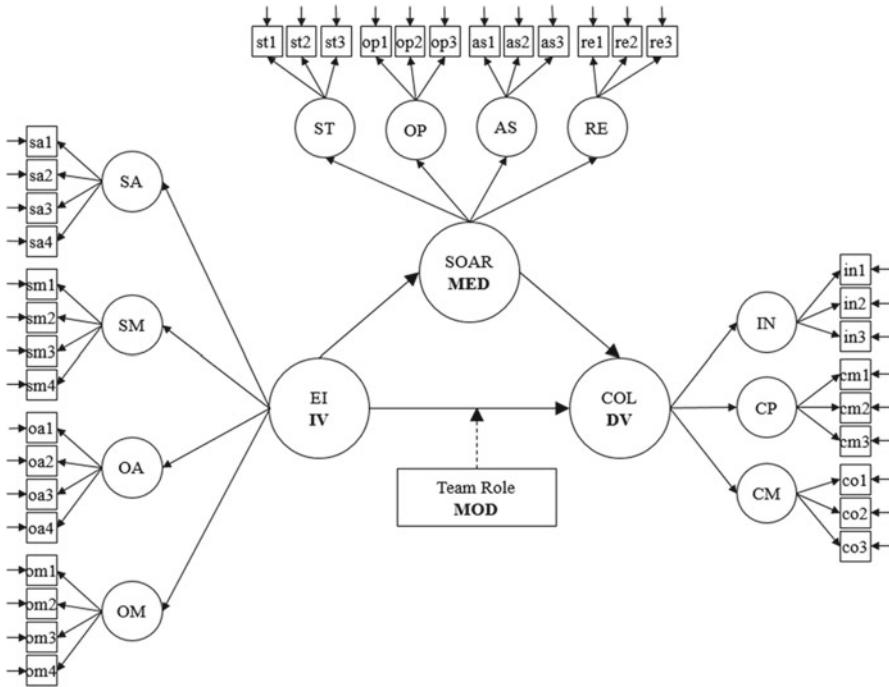 st1 st2 st3 op1 op2 op3 as1 as2 as3 re1 re2 re3
ST OP AS RE
sa1
sa2
sa3
sa4
SA
SOAR
MED
sm1
sm2
sm3
sm4
SM
in1
in2
in3
IN
EI
IV
COL
DV
cm1
cm2
cm3
CP
oa1
oa2
oa3
oa4
OA
Team Role
MOD
co1
co2
co3
CM
om1
om2
om3
om4
OM